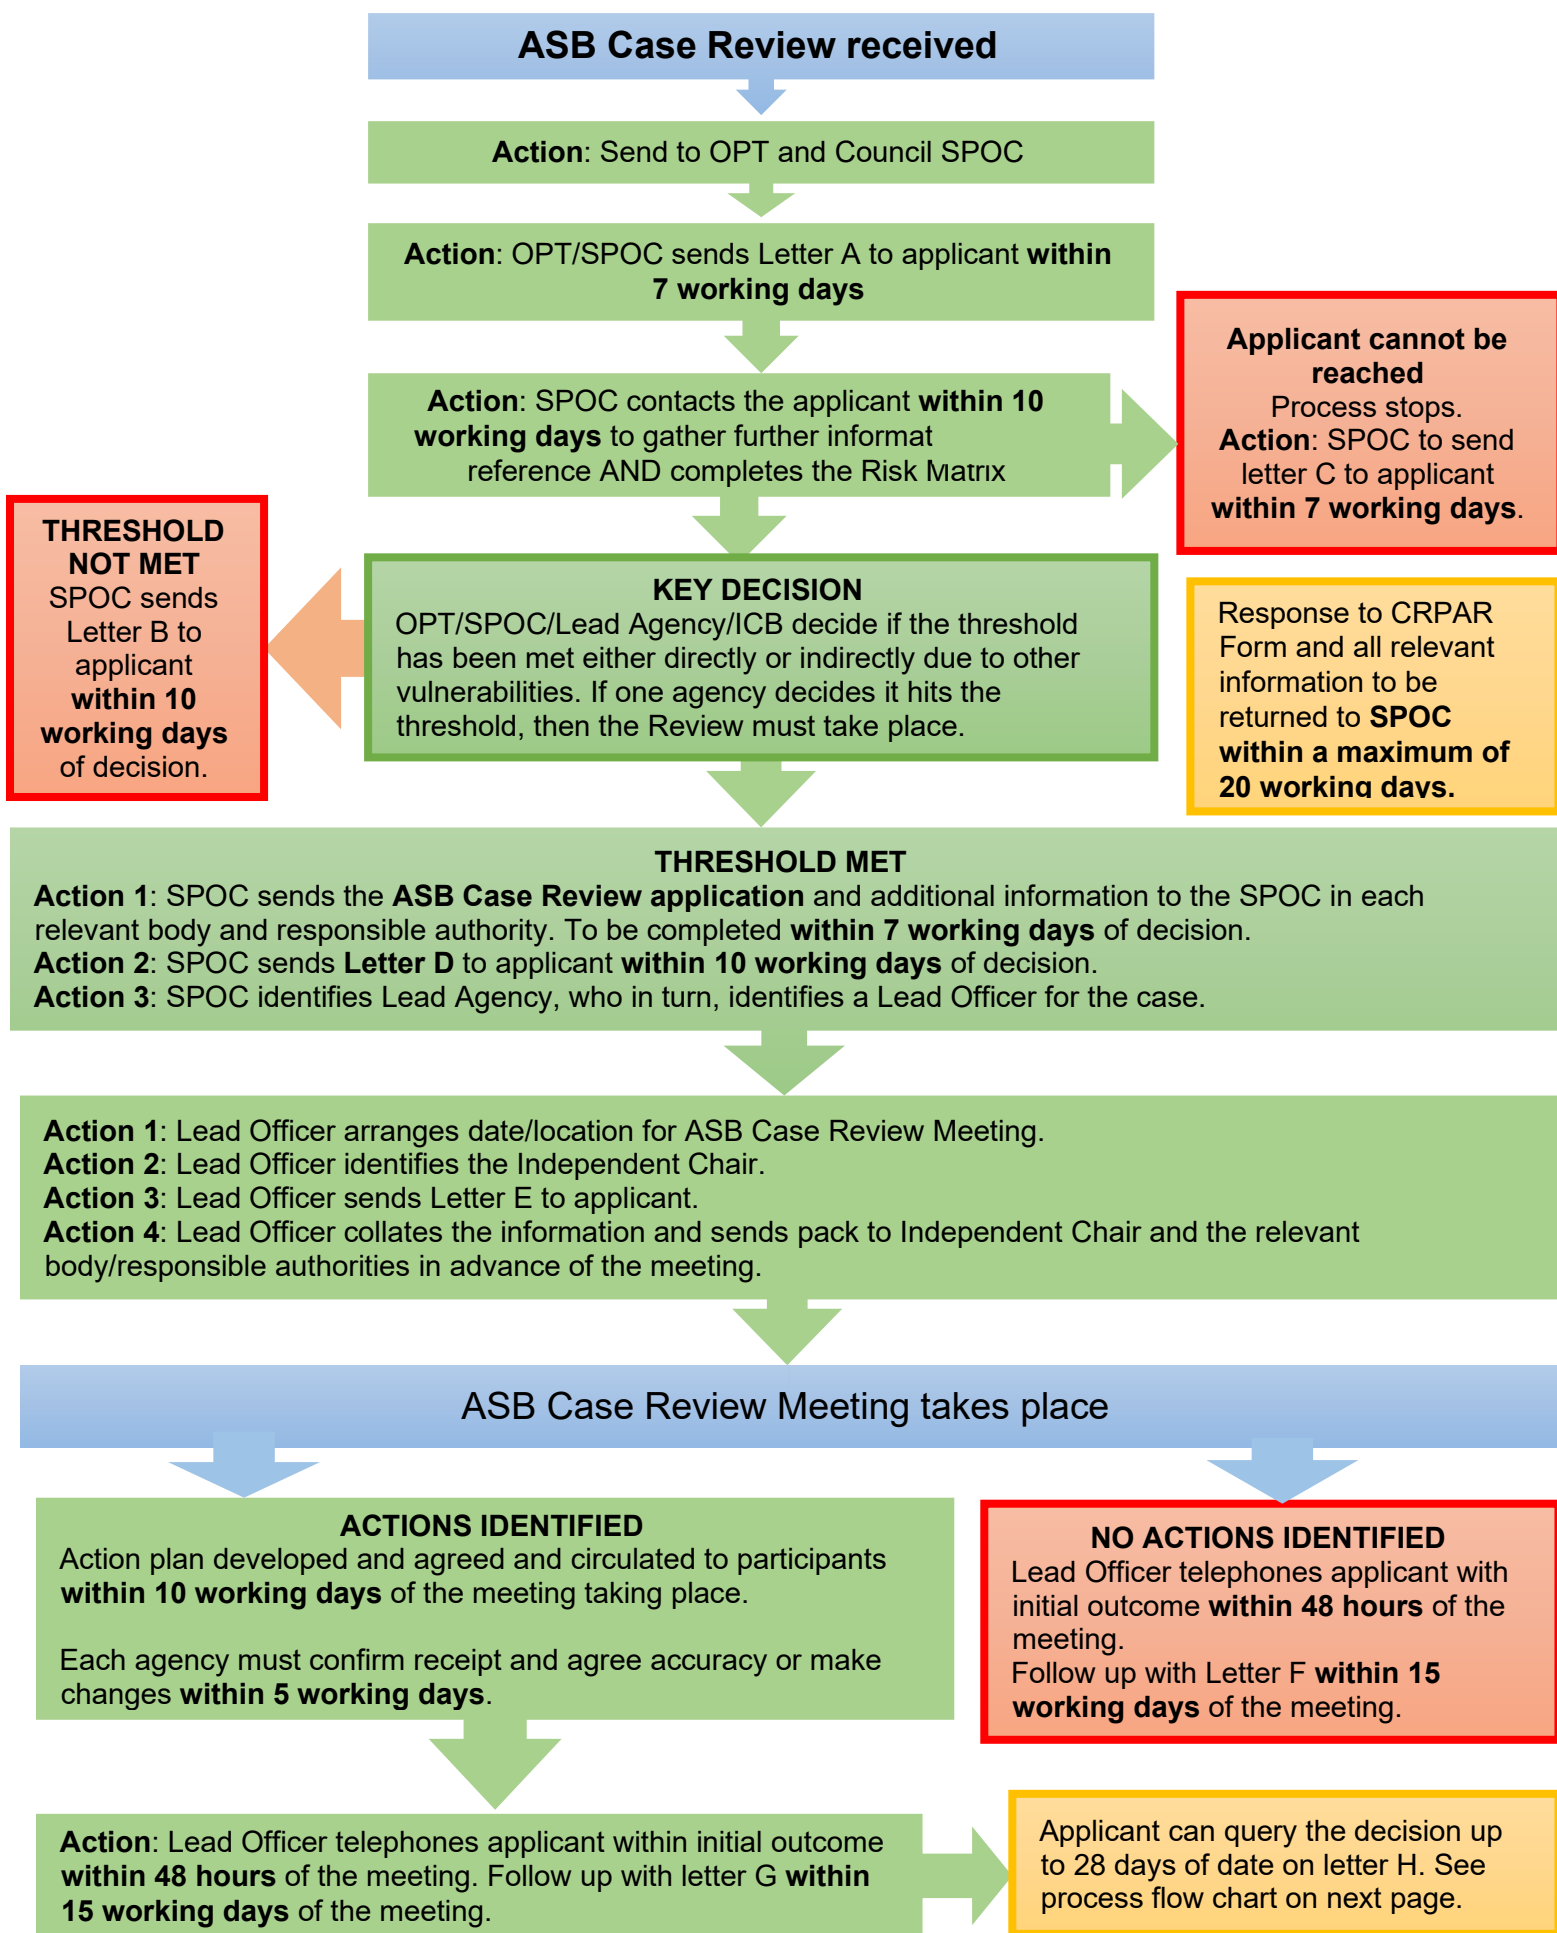 ASB Case Review received
Action: Send to OPT and Council SPOC
Action: OPT/SPOC sends Letter A to applicant within
7 working days
Action: SPOC contacts the applicant within 10
working days to gather further informat
reference AND completes the Risk Matrix
Applicant cannot be
reached
Process stops.
Action: SPOC to send
letter C to applicant
within 7 working days.
THRESHOLD
NOT MET
SPOC sends
Letter B to
applicant
within 10
working days
of decision.
KEY DECISION
OPT/SPOC/Lead Agency/ICB decide if the threshold
has been met either directly or indirectly due to other
vulnerabilities. If one agency decides it hits the
threshold, then the Review must take place.
Response to CRPAR
Form and all relevant
information to be
returned to SPOC
within a maximum of
20 working days.
THRESHOLD MET
Action 1: SPOC sends the ASB Case Review application and additional information to the SPOC in each
relevant body and responsible authority. To be completed within 7 working days of decision.
Action 2: SPOC sends Letter D to applicant within 10 working days of decision.
Action 3: SPOC identifies Lead Agency, who in turn, identifies a Lead Officer for the case.
Action 1: Lead Officer arranges date/location for ASB Case Review Meeting.
Action 2: Lead Officer identifies the Independent Chair.
Action 3: Lead Officer sends Letter E to applicant.
Action 4: Lead Officer collates the information and sends pack to Independent Chair and the relevant
body/responsible authorities in advance of the meeting.
ASB Case Review Meeting takes place
ACTIONS IDENTIFIED
Action plan developed and agreed and circulated to participants
within 10 working days of the meeting taking place.
Each agency must confirm receipt and agree accuracy or make
changes within 5 working days.
NO ACTIONS IDENTIFIED
Lead Officer telephones applicant with
initial outcome within 48 hours of the
meeting.
Follow up with Letter F within 15
working days of the meeting.
Action: Lead Officer telephones applicant within initial outcome
within 48 hours of the meeting. Follow up with letter G within
15 working days of the meeting.
Applicant can query the decision up
to 28 days of date on letter H. See
process flow chart on next page.